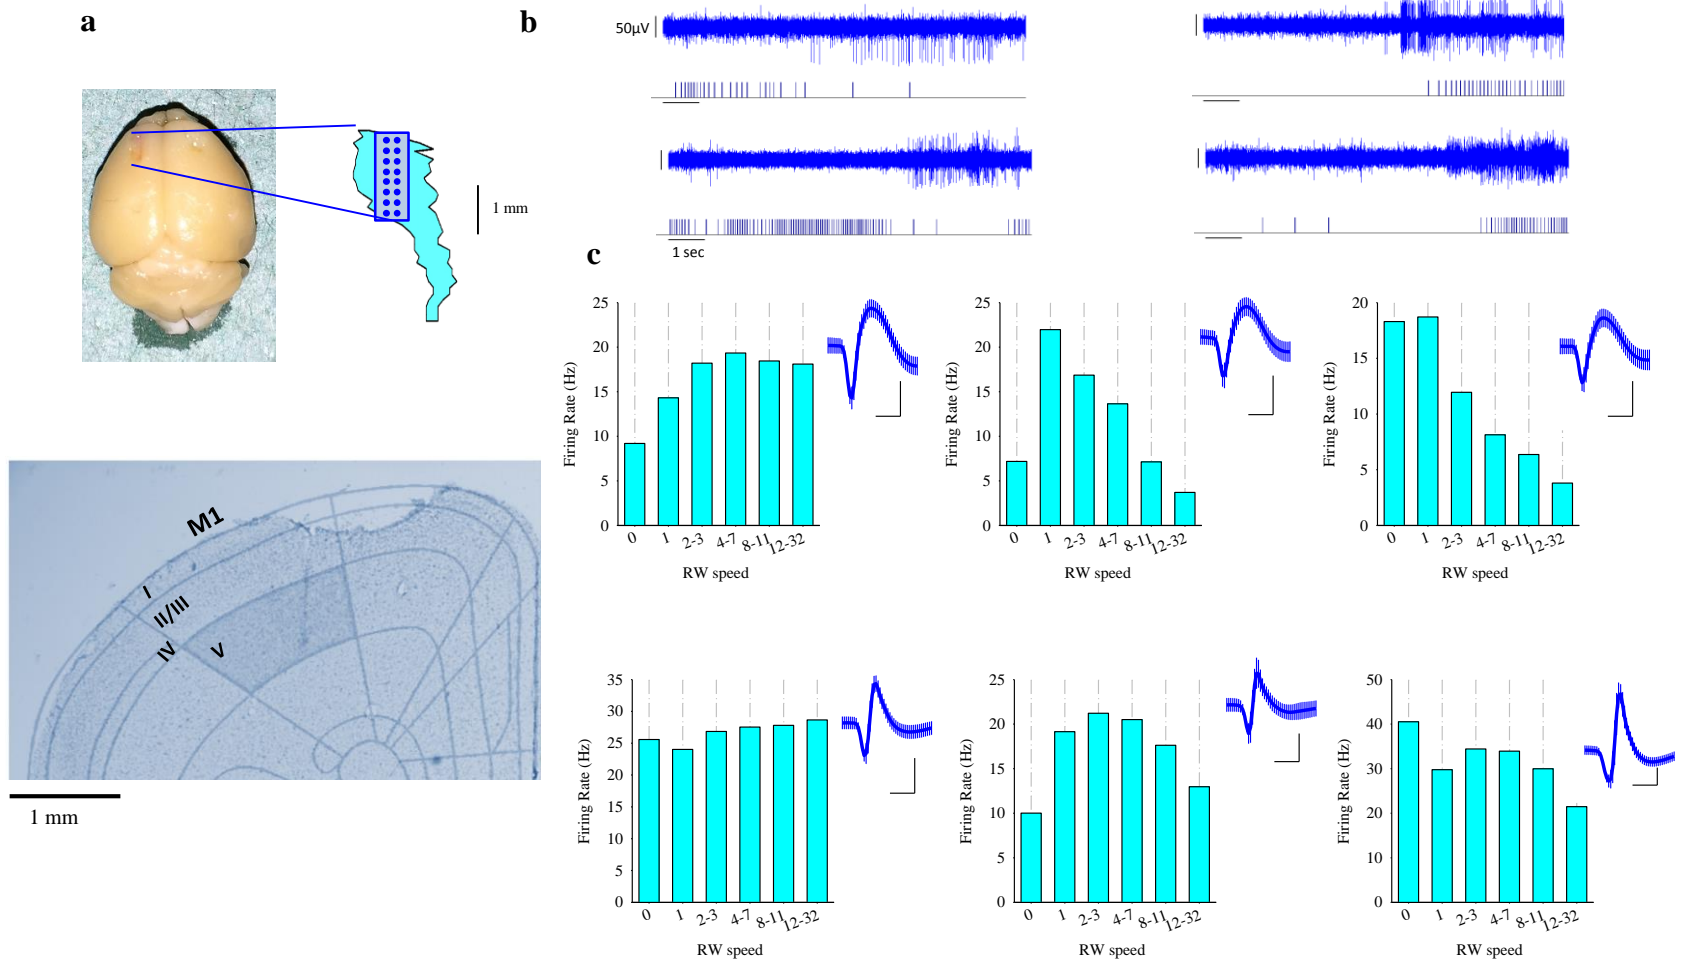 a
b
50μV
1 mm
1 sec
c
25
20
15
10
5
0
Firing Rate (Hz)
0 1 2-3 4-7 8-11 12-32
RW speed
25
20
15
10
5
0
Firing Rate (Hz)
0 1 2-3 4-7 8-11 12-32
RW speed
20
15
10
5
0
Firing Rate (Hz)
0 1 2-3 4-7 8-11 12-32
RW speed
M1
I
II/III
IV
V
1 mm
35
30
25
20
15
10
5
0
Firing Rate (Hz)
0 1 2-3 4-7 8-11 12-32
RW speed
25
20
15
10
5
0
Firing Rate (Hz)
0 1 2-3 4-7 8-11 12-32
RW speed
50
40
30
20
10
0
Firing Rate (Hz)
0 1 2-3 4-7 8-11 12-32
RW speed